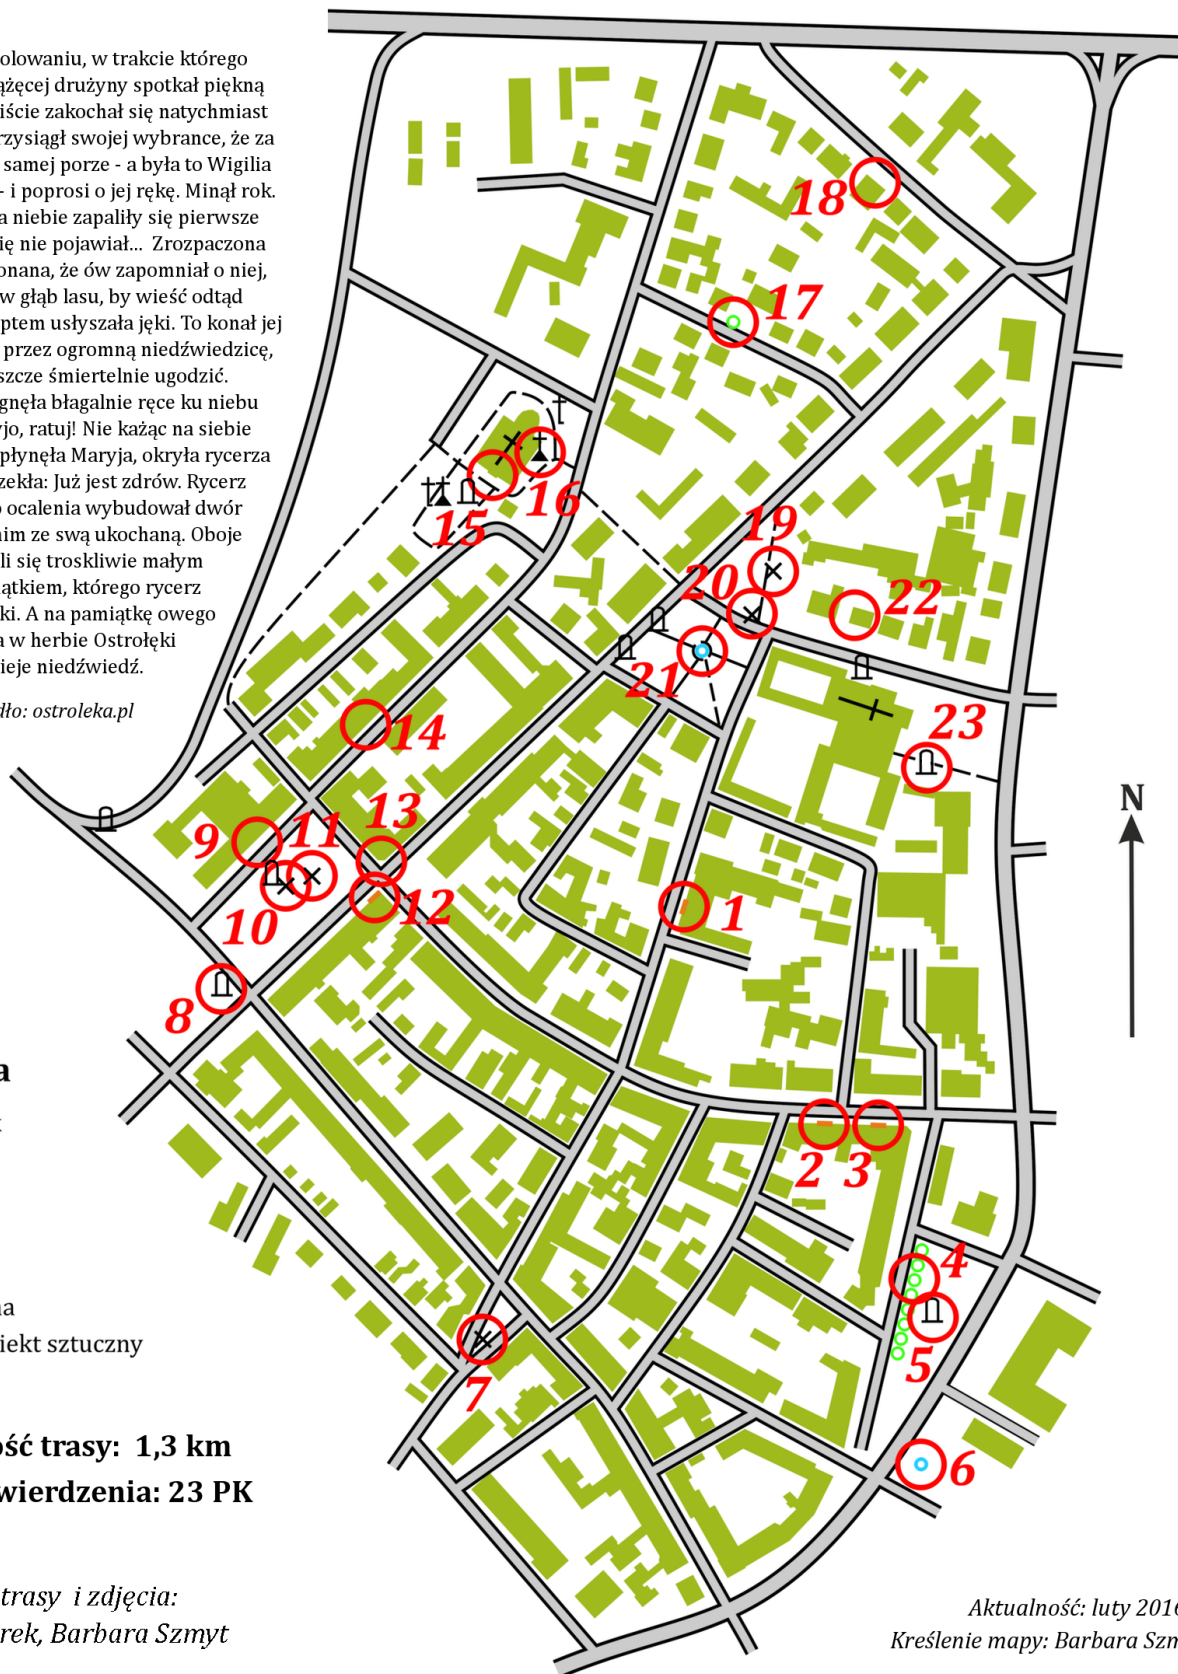 olowaniu, w trakcie którego
ążęcej drużyny spotkał piękną
iście zakochał się natychmiast
rzysiągł swojej wybrance, że za
samej porze - a była to Wigilia
- i poprosi o jej rękę. Minął rok.
a niebie zapaliły się pierwsze
ię nie pojawiał... Zrozpaczona
onana, że ów zapomniał o niej,
w głąb lasu, by wieść odtąd
ptem usłyszała jęki. To konał jej
przez ogromną niedźwiedzicę,
szcze śmiertelnie ugodzić.
gnęła błagalnie ręce ku niebu
yjo, ratuj! Nie każąc na siebie
płynęła Maryja, okryła rycerza
zekła: Już jest zdrów. Rycerz
o ocalenia wybudował dwór
nim ze swą ukochaną. Oboje
li się troskliwie małym
iątkiem, którego rycerz
ki. A na pamiątkę owego
a w herbie Ostrołęki
ieje niedźwiedź.
dło: ostroleka.pl
18
17
16
15
19
20
22
21
14
23
13
9
11
12
10
1
8
N
a
2
3
4
5
7
6
na
iekt sztuczny
ość trasy: 1,3 km
wierdzenia: 23 PK
trasy i zdjęcia:
rek, Barbara Szmyt
Aktualność: luty 2016
Kreślenie mapy: Barbara Szm